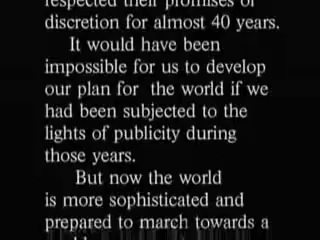 respected their promises of
discretion for almost 40 years.
It would have been
impossible for us to develop
our plan for the world if we
had been subjected to the
lights of publicity during
those years.
But now the world
is more sophisticated and
prepared to march towards a